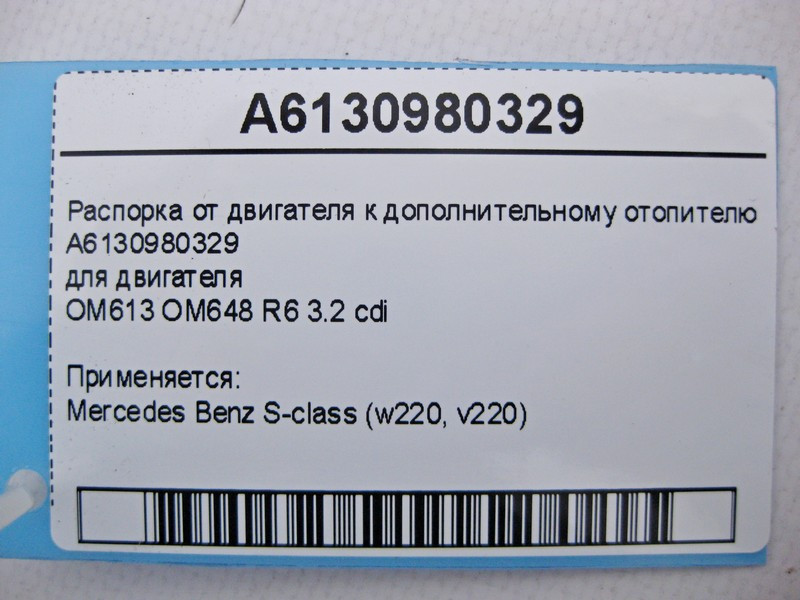 A6130980329
Распорка от двигателя к дополнительному отопителю
A6130980329
для двигателя
OM613 OM648 R6 3.2 cdi
Применяется:
Mercedes Benz S-class (w220, v220)